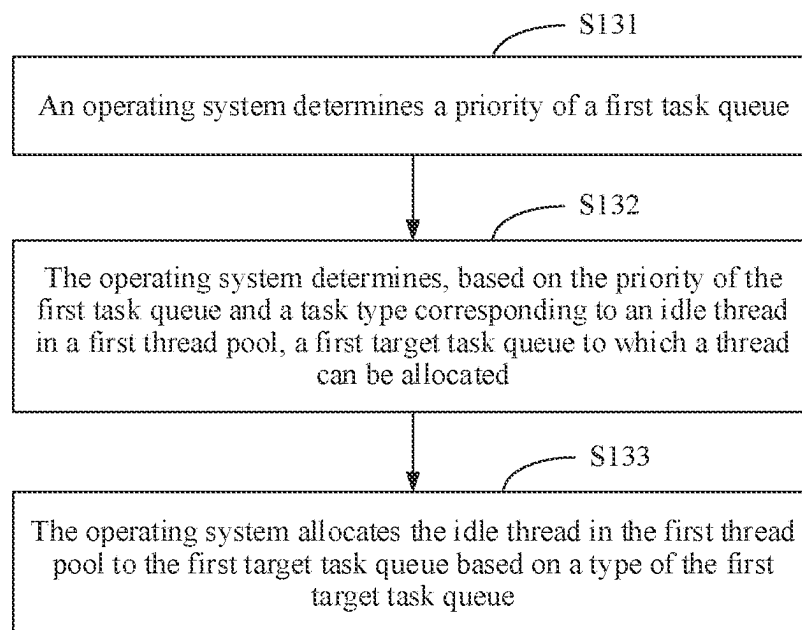 S131
An operating system determines a priority of a first task queue
S132
The operating system determines, based on the priority of the
first task queue and a task type corresponding to an idle thread
in a first thread pool, a first target task queue to which a thread
can be allocated
S133
The operating system allocates the idle thread in the first thread
pool to the first target task queue based on a type of the first
target task queue